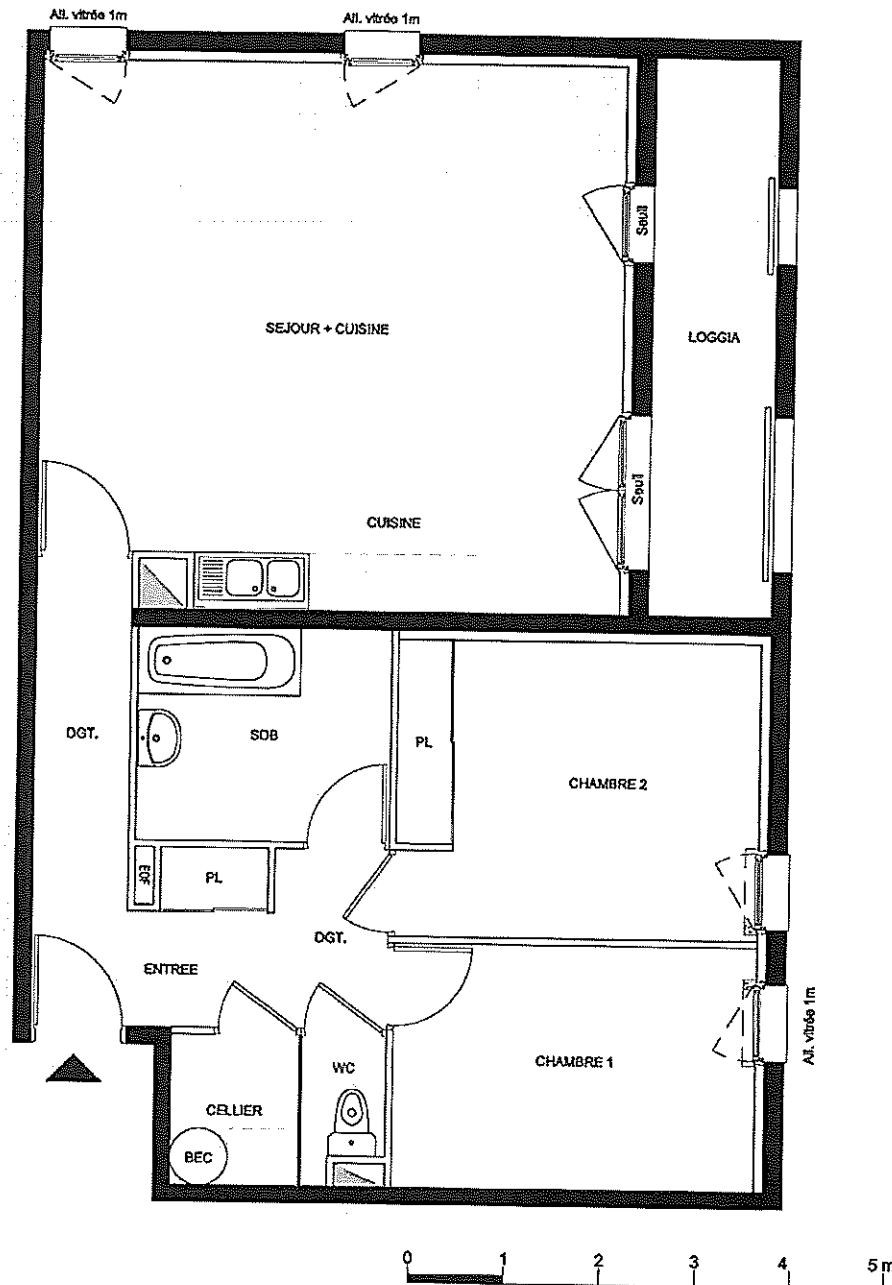 All. vitrée 1m
All. vitrée 1m
Seuil
SEJOUR + CUISINE
LOGGIA
Seuil
CUISINE
DGT.
SDB
PL
CHAMBRE 2
EDF
PL
DGT.
ENTREE
All. vitrée 1m
WC
CHAMBRE 1
CELLIER
BEC
0 1 2 3 4 5 m